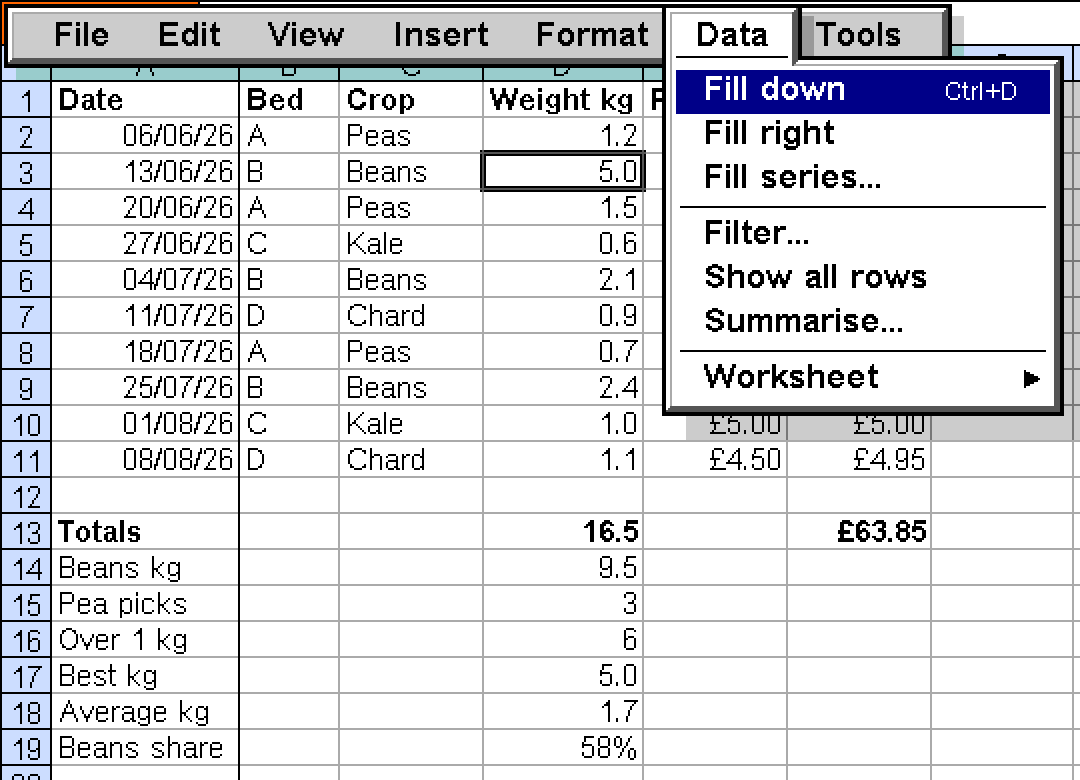 File Edit View Insert Format Data Tools
Fill down Ctrl+D
Fill right
Fill series...
Filter...
Show all rows
Summarise...
Worksheet
1 Date Bed Crop Weight kg
2 06/06/26 A Peas 1.2
3 13/06/26 B Beans 5.0
4 20/06/26 A Peas 1.5
5 27/06/26 C Kale 0.6
6 04/07/26 B Beans 2.1
7 11/07/26 D Chard 0.9
8 18/07/26 A Peas 0.7
9 25/07/26 B Beans 2.4
10 01/08/26 C Kale 1.0 £5.00 £5.00
11 08/08/26 D Chard 1.1 £4.50 £4.95
12
13 Totals 16.5 £63.85
14 Beans kg 9.5
15 Pea picks 3
16 Over 1 kg 6
17 Best kg 5.0
18 Average kg 1.7
19 Beans share 58%